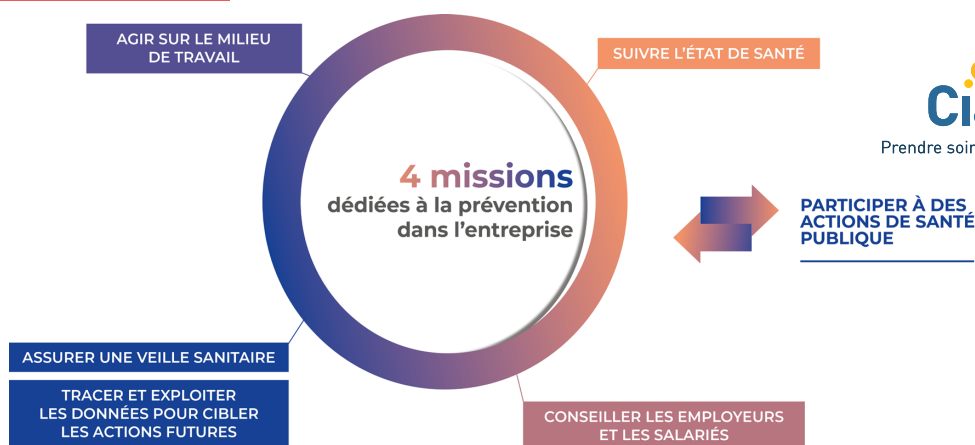 AGIR SUR LE MILIEU
DE TRAVAIL
SUIVRE L'ÉTAT DE SANTÉ
Prendre soin
4 missions
dédiées à la prévention
dans l'entreprise
PARTICIPER À DES
ACTIONS DE SANTÉ
PUBLIQUE
ASSURER UNE VEILLE SANITAIRE
TRACER ET EXPLOITER
LES DONNÉES POUR CIBLER
LES ACTIONS FUTURES
CONSEILLER LES EMPLOYEURS
ET LES SALARIÉS